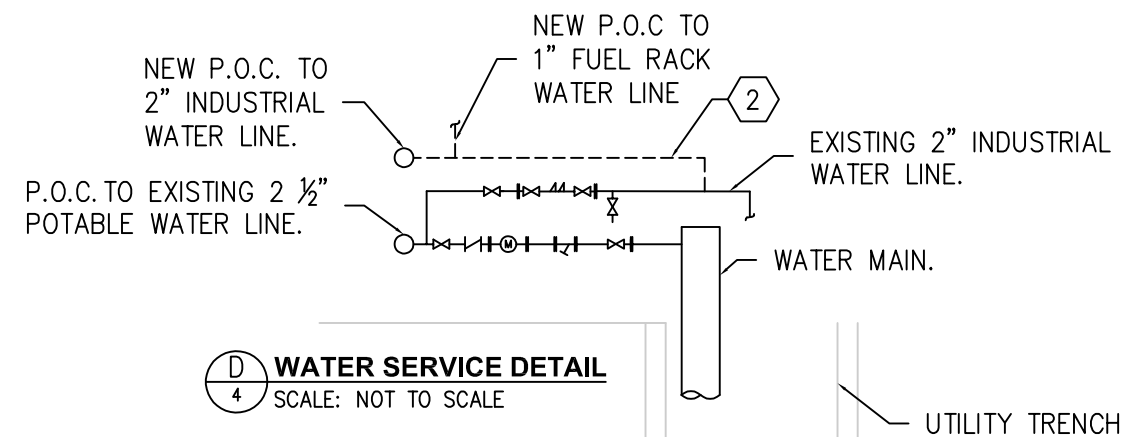 NEW P.O.C TO
1" FUEL RACK
WATER LINE
NEW P.O.C. TO
2" INDUSTRIAL
WATER LINE.
2
EXISTING 2" INDUSTRIAL
WATER LINE.
P.O.C. TO EXISTING 2 ½"
POTABLE WATER LINE.
M
WATER MAIN.
D
4
WATER SERVICE DETAIL
SCALE: NOT TO SCALE
UTILITY TRENCH